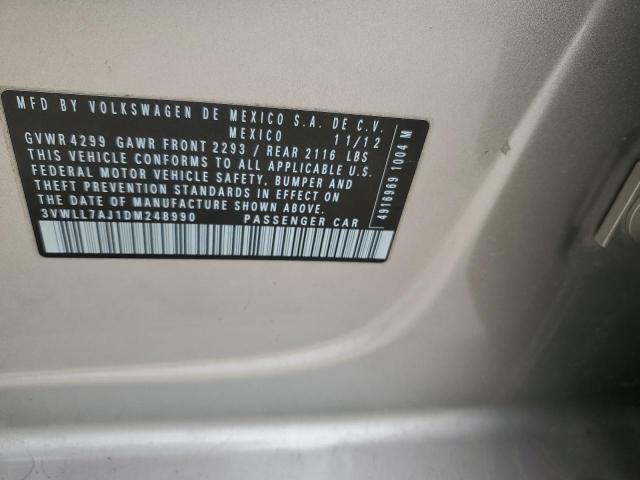 MFD BY VOLKSWAGEN DE MEXICO S.A. DE C.V.
MEXICO 11/12
GVWR 4299 GAWR FRONT 2293 / REAR 2116 LBS
THIS VEHICLE CONFORMS TO ALL APPLICABLE U.S.
FEDERAL MOTOR VEHICLE SAFETY, BUMPER AND
THEFT PREVENTION STANDARDS IN EFFECT ON
THE DATE OF MANUFACTURE SHOWN ABOVE.
3VWLL7AJ1DM248990 PASSENGER CAR
4916969 1004 M